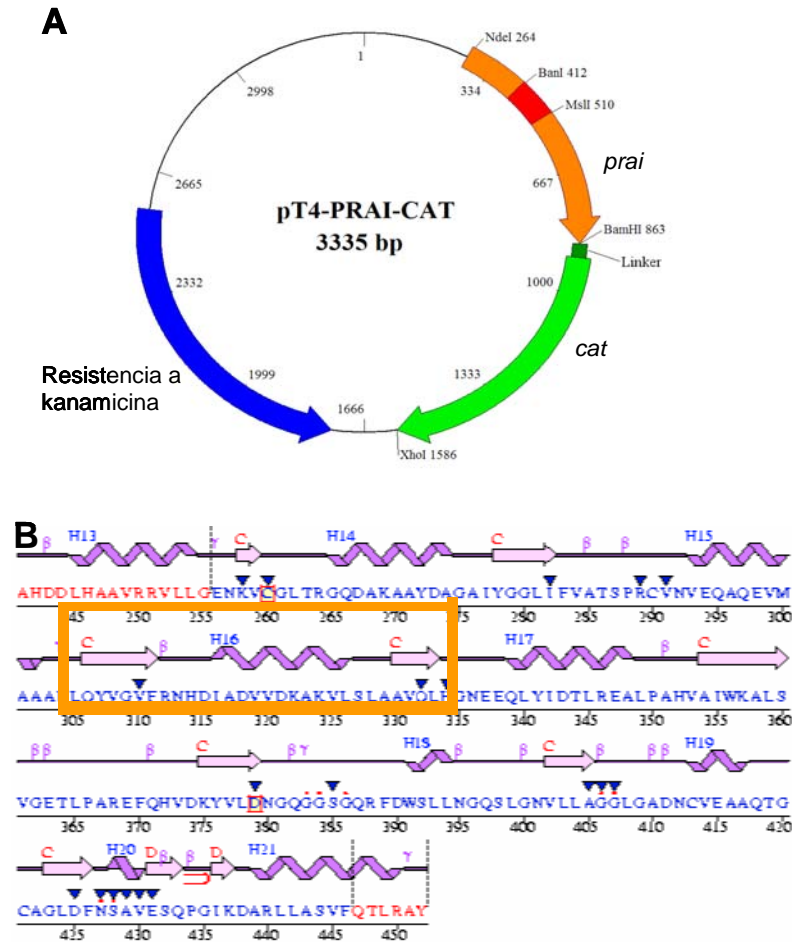 A
1
NdeI 264
334
BanI 412
MslI 510
2998
prai
667
2665
pT4-PRAI-CAT
3335 bp
BamHI 863
Linker
2332
1000
cat
Resistencia a
kanamicina
1999
1333
1666
XhoI 1586
B
β H13 γ C H14 C β β H15
AHDDLHAAVRRVLLGENKVCGLTRGQDAKAAYDAGAIYGGLIFVATSPRCVNVEQAQEVM
45 250 255 260 265 270 275 280 285 290 295 300
C β H16 C H17 β C
AAA LQYVGVFRNHDIADVVDKAKVLSLAAVQLHGNEEQLYIDTLREALPAHVAIWKALS
305 310 315 320 325 330 335 340 345 350 355 360
β β β C β γ H18 β β C β β β H19
VGETLPAREFQHVDKYVLDNGQGGSGQRFDWSLLNGQSLGNVLLAGGLGADNCVEAAQTG
365 370 375 380 385 390 395 400 405 410 415 420
C H20 D β β D H21 γ
CAGLDFNSAVESQPGIKDARLLASVFQTLRAY
425 430 435 440 445 450